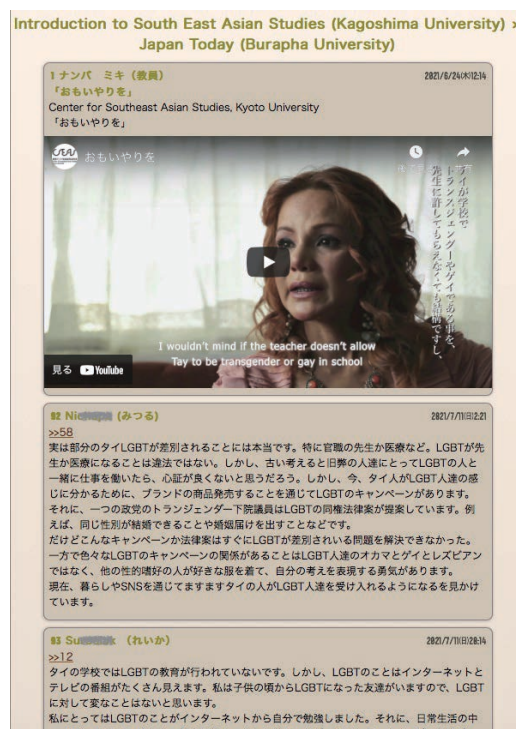 Introduction to South East Asian Studies (Kagoshima University) ×
Japan Today (Burapha University)
1 ナンバ ミキ（教員）
2021/6/24(木)12:14
「おもいやりを」
Center for Southeast Asian Studies, Kyoto University
「おもいやりを」
おもいやりを
テイが学校で
トランスジェンダーやゲイである事を、
先生に許してもらえなくても結構ですし、
I wouldn't mind if the teacher doesn't allow
Tay to be transgender or gay in school
見る YouTube
92 Ni (みつる)
2021/7/11(日)2:21
>>58
実は部分のタイLGBTが差別されることには本当です。特に官職の先生か医療など。LGBTが先
生か医療になることは違法ではない。しかし、古い考えると旧弊の人達にとってLGBTの人と
一緒に仕事を働いたら、心証が良くないと思うだろう。しかし、今、タイ人がLGBT人達の感
じに分かるために、ブランドの商品発売することを通じてLGBTのキャンペーンがあります。
それに、一つの政党のトランジェンダー下院議員はLGBTの同権法律案が提案しています。例
えば、同じ性別が結婚できることや婚姻届けを出すことなどです。
だけどこんなキャンペーンか法律案はすぐにLGBTが差別されいる問題を解決できなかった。
一方で色々なLGBTのキャンペーンの関係があることはLGBT人達のオカマとゲイとレズビアン
ではなく、他の性的嗜好の人が好きな服を着て、自分の考えを表現する勇気があります。
現在、暮らしやSNSを通じてますますタイの人がLGBT人達を受け入れるようになるを見かけ
ています。
93 Su （れいか）
2021/7/11(日)20:14
>>12
タイの学校ではLGBTの教育が行われていないです。しかし、LGBTのことはインターネットと
テレビの番組がたくさん見えます。私は子供の頃からLGBTになった友達がいますので、LGBT
に対して変なことはないと思います。
私にとってはLGBTのことがインターネットから自分で勉強しました。それに、日常生活の中